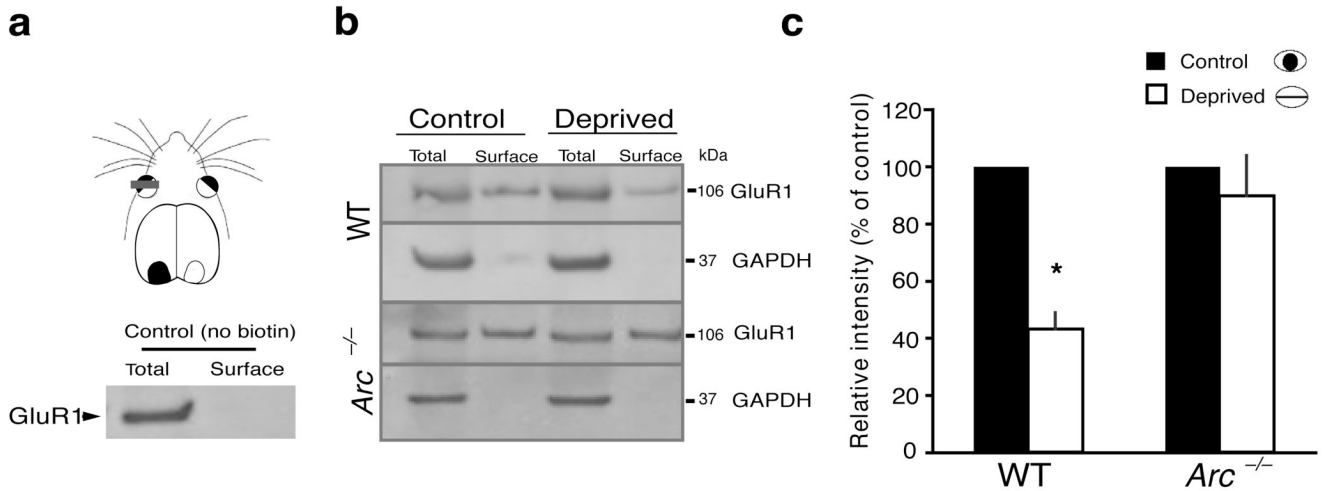 a
Control (no biotin)
Total Surface
GluR1
b
Control Deprived
Total Surface Total Surface kDa
WT
106 GluR1
37 GAPDH
Arc –/–
106 GluR1
37 GAPDH
c
Control
Deprived
Relative intensity (% of control)
120
100
80
60
40
20
0
*
WT Arc –/–